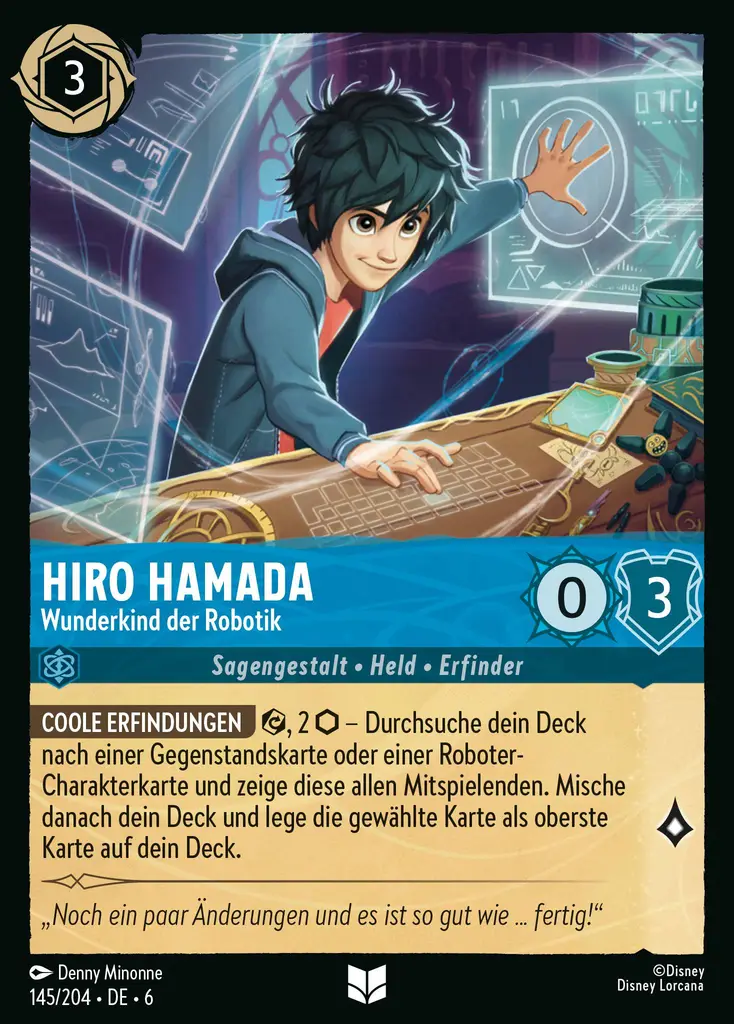 3
HIRO HAMADA
Wunderkind der Robotik
0
3
Sagengestalt • Held • Erfinder
COOLE ERFINDUNGEN , 2 – Durchsuche dein Deck
nach einer Gegenstandskarte oder einer Roboter-
Charakterkarte und zeige diese allen Mitspielenden. Mische
danach dein Deck und lege die gewählte Karte als oberste
Karte auf dein Deck.
„Noch ein paar Änderungen und es ist so gut wie ... fertig!“
Denny Minonne
145/204 • DE • 6
©Disney
Disney Lorcana